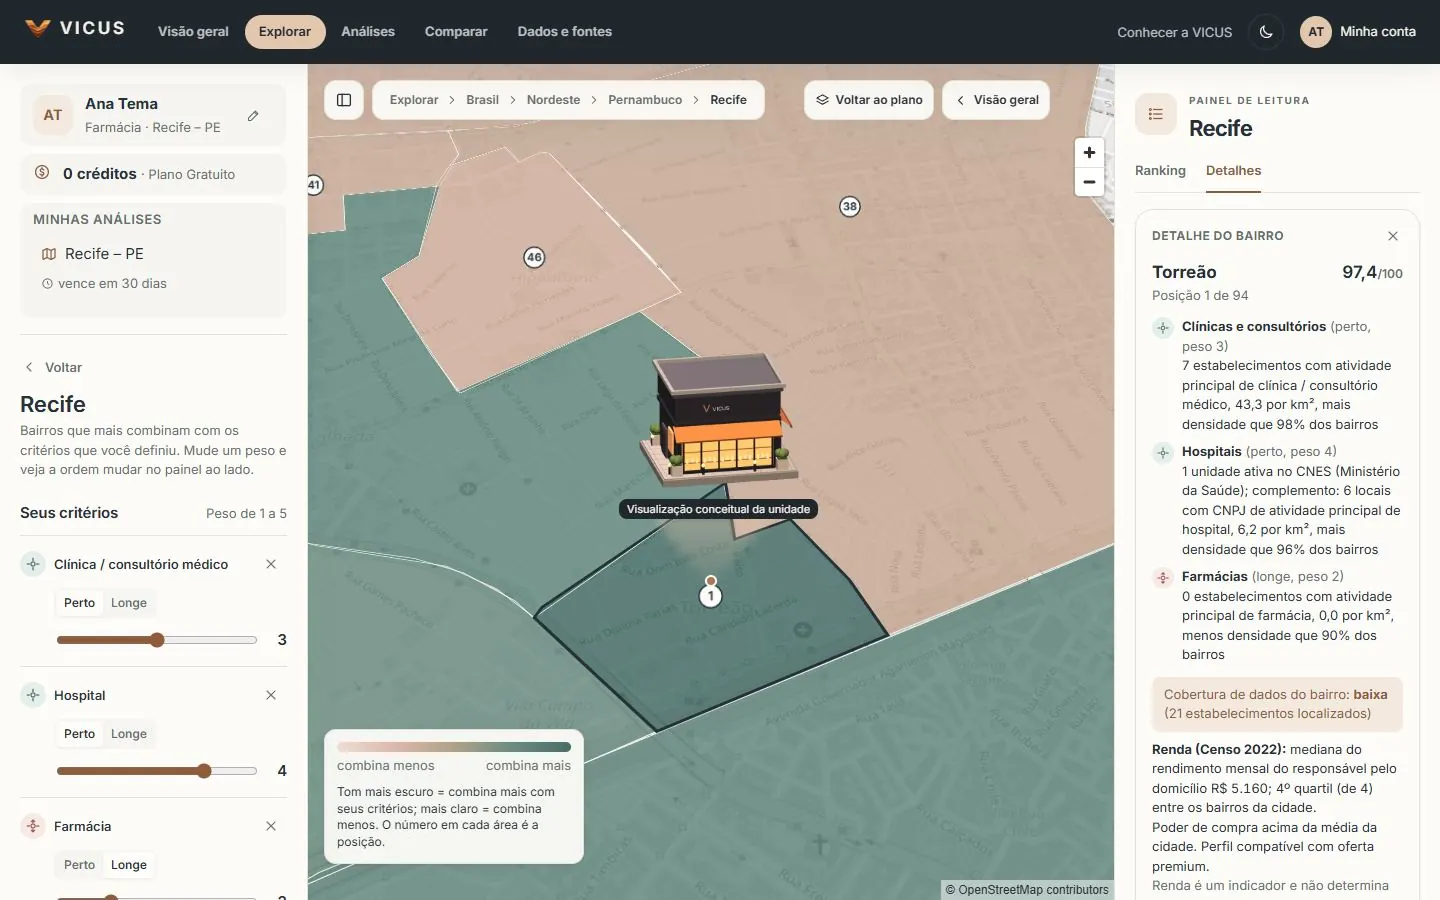 VICUS
Visão geral
Explorar
Análises
Comparar
Dados e fontes
Conhecer a VICUS
AT
Minha conta
AT
Ana Tema
Farmácia · Recife – PE
0 créditos · Plano Gratuito
MINHAS ANÁLISES
Recife – PE
vence em 30 dias
Voltar
Recife
Bairros que mais combinam com os
critérios que você definiu. Mude um peso e
veja a ordem mudar no painel ao lado.
Seus critérios
Peso de 1 a 5
Clínica / consultório médico
Perto Longe
3
Hospital
Perto Longe
4
Farmácia
Perto Longe
Explorar > Brasil > Nordeste > Pernambuco > Recife
Voltar ao plano
Visão geral
+
−
41
38
46
VICUS
Visualização conceitual da unidade
1
combina menos combina mais
Tom mais escuro = combina mais com
seus critérios; mais claro = combina
menos. O número em cada área é a
posição.
© OpenStreetMap contributors
PAINEL DE LEITURA
Recife
Ranking Detalhes
DETALHE DO BAIRRO
Torreão 97,4/100
Posição 1 de 94
Clínicas e consultórios (perto,
peso 3)
7 estabelecimentos com atividade
principal de clínica / consultório
médico, 43,3 por km², mais
densidade que 98% dos bairros
Hospitais (perto, peso 4)
1 unidade ativa no CNES (Ministério
da Saúde); complemento: 6 locais
com CNPJ de atividade principal de
hospital, 6,2 por km², mais
densidade que 96% dos bairros
Farmácias (longe, peso 2)
0 estabelecimentos com atividade
principal de farmácia, 0,0 por km²,
menos densidade que 90% dos
bairros
Cobertura de dados do bairro: baixa
(21 estabelecimentos localizados)
Renda (Censo 2022): mediana do
rendimento mensal do responsável pelo
domicílio R$ 5.160; 4º quartil (de 4)
entre os bairros da cidade.
Poder de compra acima da média da
cidade. Perfil compatível com oferta
premium.
Renda é um indicador e não determina